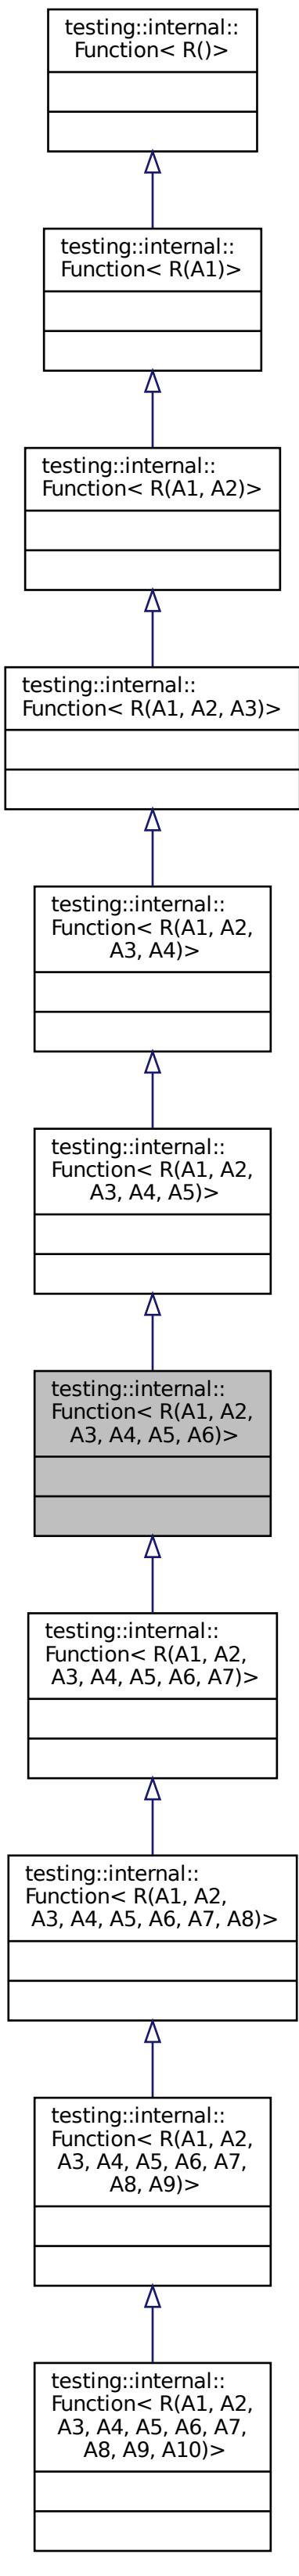 testing::internal::
Function< R()>
testing::internal::
Function< R(A1)>
testing::internal::
Function< R(A1, A2)>
testing::internal::
Function< R(A1, A2, A3)>
testing::internal::
Function< R(A1, A2,
A3, A4)>
testing::internal::
Function< R(A1, A2,
A3, A4, A5)>
testing::internal::
Function< R(A1, A2,
A3, A4, A5, A6)>
testing::internal::
Function< R(A1, A2,
A3, A4, A5, A6, A7)>
testing::internal::
Function< R(A1, A2,
A3, A4, A5, A6, A7, A8)>
testing::internal::
Function< R(A1, A2,
A3, A4, A5, A6, A7,
A8, A9)>
testing::internal::
Function< R(A1, A2,
A3, A4, A5, A6, A7,
A8, A9, A10)>